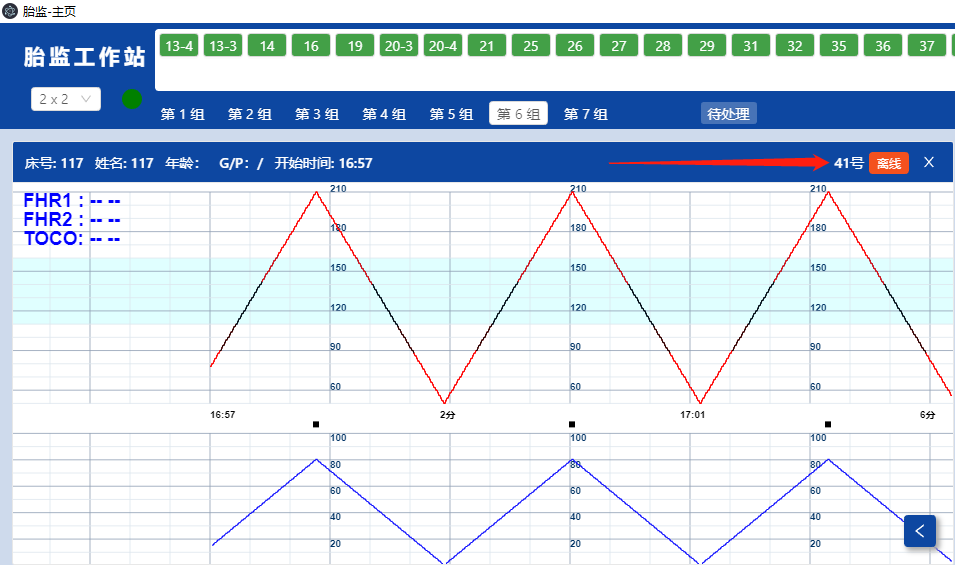 胎监-主页
胎监工作站
13-4 13-3 14 16 19 20-3 20-4 21 25 26 27 28 29 31 32 35 36 37
2 x 2
第 1 组 第 2 组 第 3 组 第 4 组 第 5 组 第 6 组 第 7 组 待处理
床号: 117 姓名: 117 年龄: G/P: / 开始时间: 16:57 41号 离线 X
FHR1 : -- --
FHR2 : -- --
TOCO: -- --
210 210 210
180 180 180
150 150 150
120 120 120
90 90 90
60 60 60
16:57 2分 17:01 6分
100 100 100
80 80 80
60 60 60
40 40 40
20 20 20